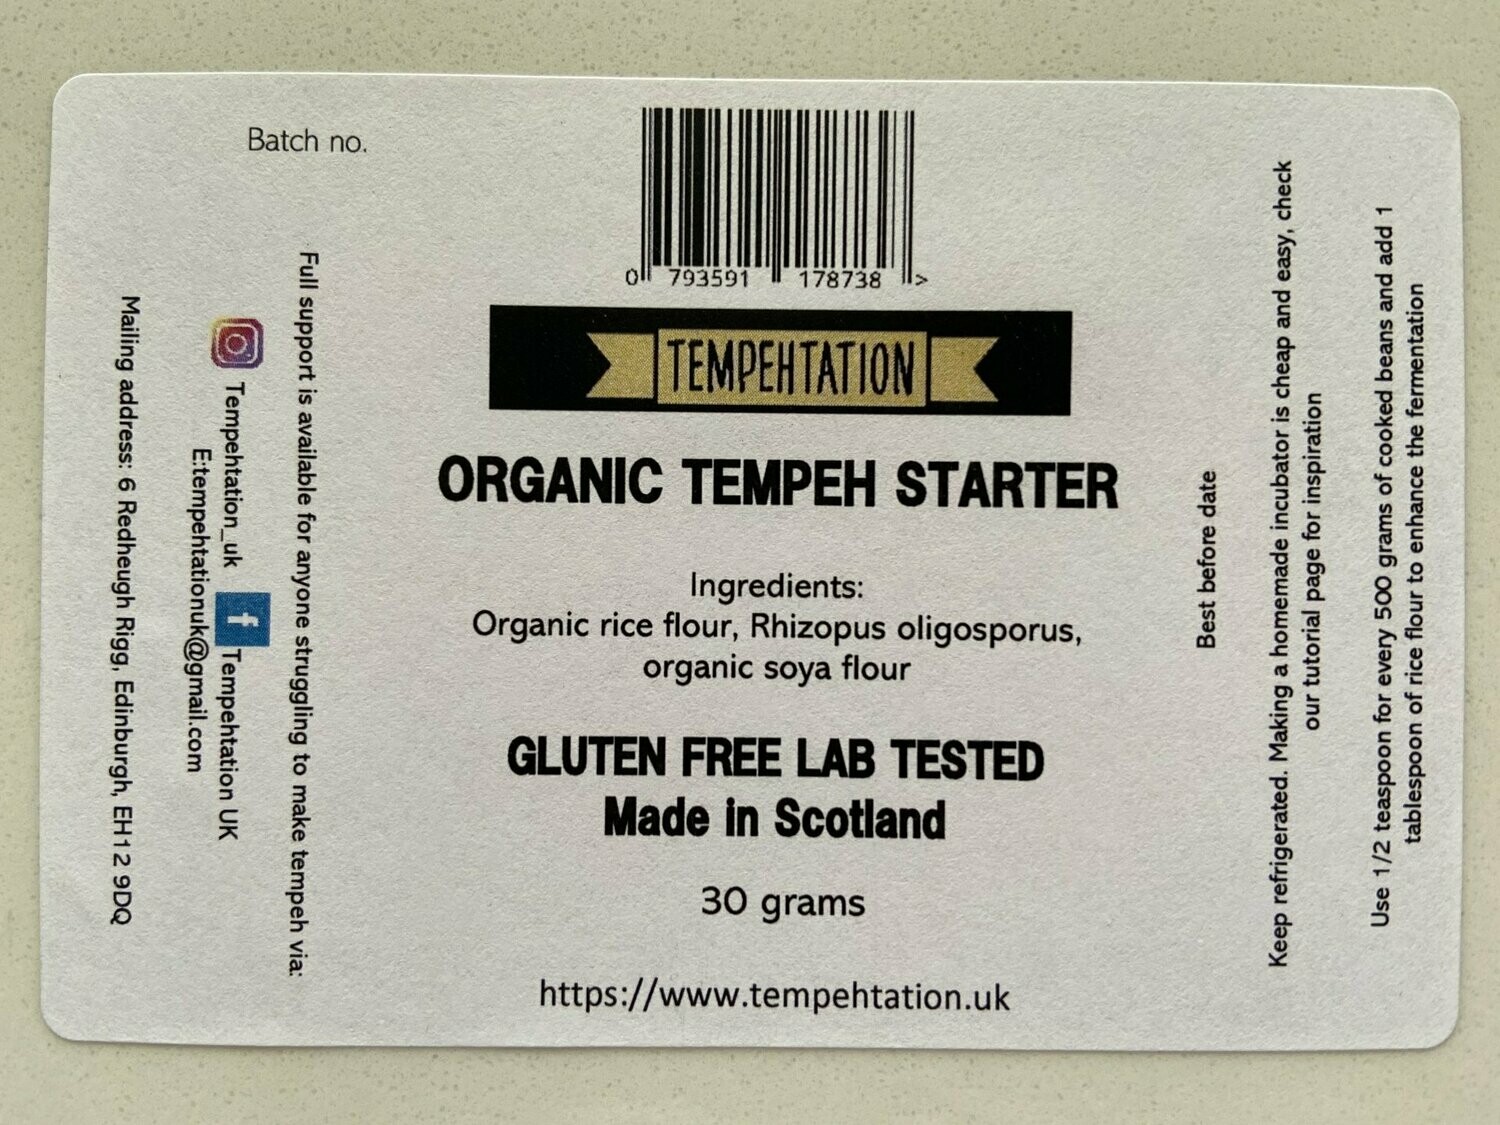 Batch no.
0 793591 178738 >
TEMPEHTATION
ORGANIC TEMPEH STARTER
Ingredients:
Organic rice flour, Rhizopus oligosporus,
organic soya flour
GLUTEN FREE LAB TESTED
Made in Scotland
30 grams
https://www.tempehtation.uk
Full support is available for anyone struggling to make tempeh via:
Tempehtation_uk f Tempehtation UK
E:tempehtationuk@gmail.com
Mailing address: 6 Redheugh Rigg, Edinburgh, EH12 9DQ
Best before date
Keep refrigerated. Making a homemade incubator is cheap and easy, check
our tutorial page for inspiration
Use 1/2 teaspoon for every 500 grams of cooked beans and add 1
tablespoon of rice flour to enhance the fermentation